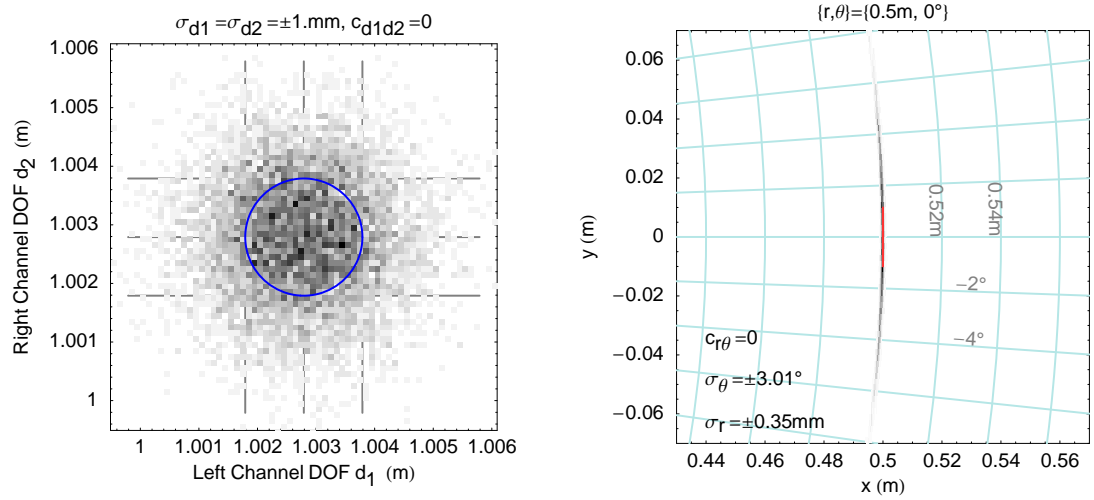 σd1=σd2=±1.mm, cd1d2=0
1.006
1.005
1.004
1.003
1.002
1.001
1
Right Channel DOF d2 (m)
1 1.001 1.002 1.003 1.004 1.005 1.006
Left Channel DOF d1 (m)
{r,θ}={0.5m, 0°}
0.06
0.04
0.02
0
−0.02
−0.04
−0.06
y (m)
0.52m
0.54m
−2°
−4°
crθ=0
σθ=±3.01°
σr=±0.35mm
0.44 0.46 0.48 0.5 0.52 0.54 0.56
x (m)